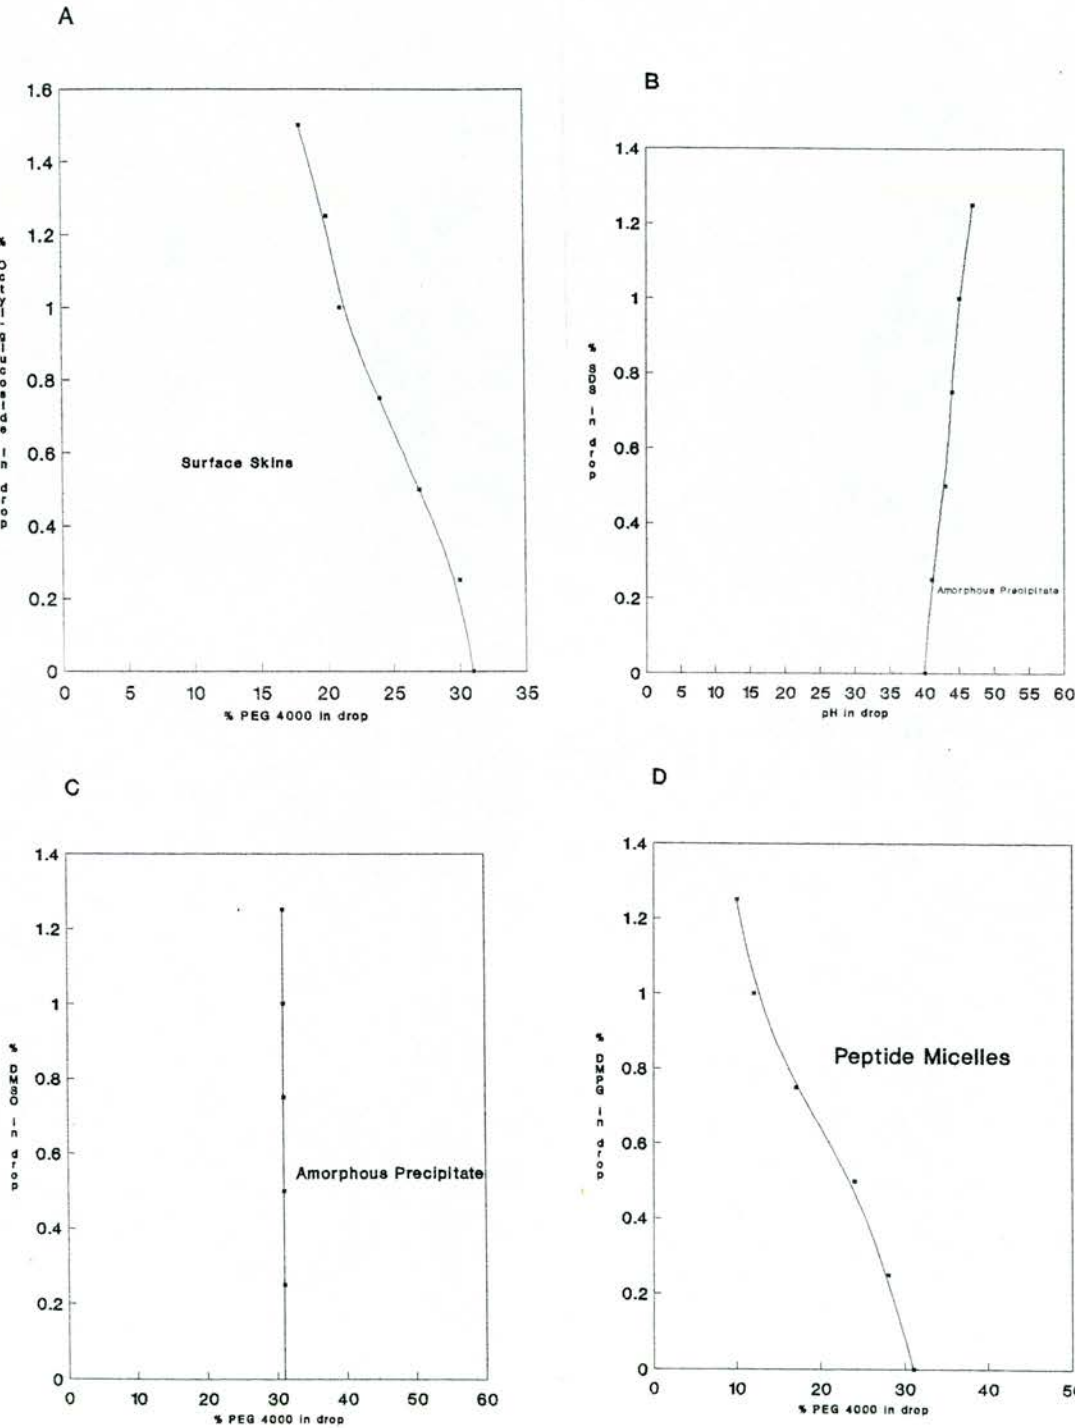 A
1.6
1.4
1.2
1
0.8
0.6
0.4
0.2
0
% Octyl-glucoside in drop
Surface Skins
0 5 10 15 20 25 30 35
% PEG 4000 in drop
B
1.4
1.2
1
0.8
0.6
0.4
0.2
0
% SDS in drop
Amorphous Precipitate
0 5 10 15 20 25 30 35 40 45 50 55 60
pH in drop
C
1.4
1.2
1
0.8
0.6
0.4
0.2
0
% DMSO in drop
Amorphous Precipitate
0 10 20 30 40 50 60
% PEG 4000 in drop
D
1.4
1.2
1
0.8
0.6
0.4
0.2
0
% DMPG in drop
Peptide Micelles
0 10 20 30 40
% PEG 4000 in drop